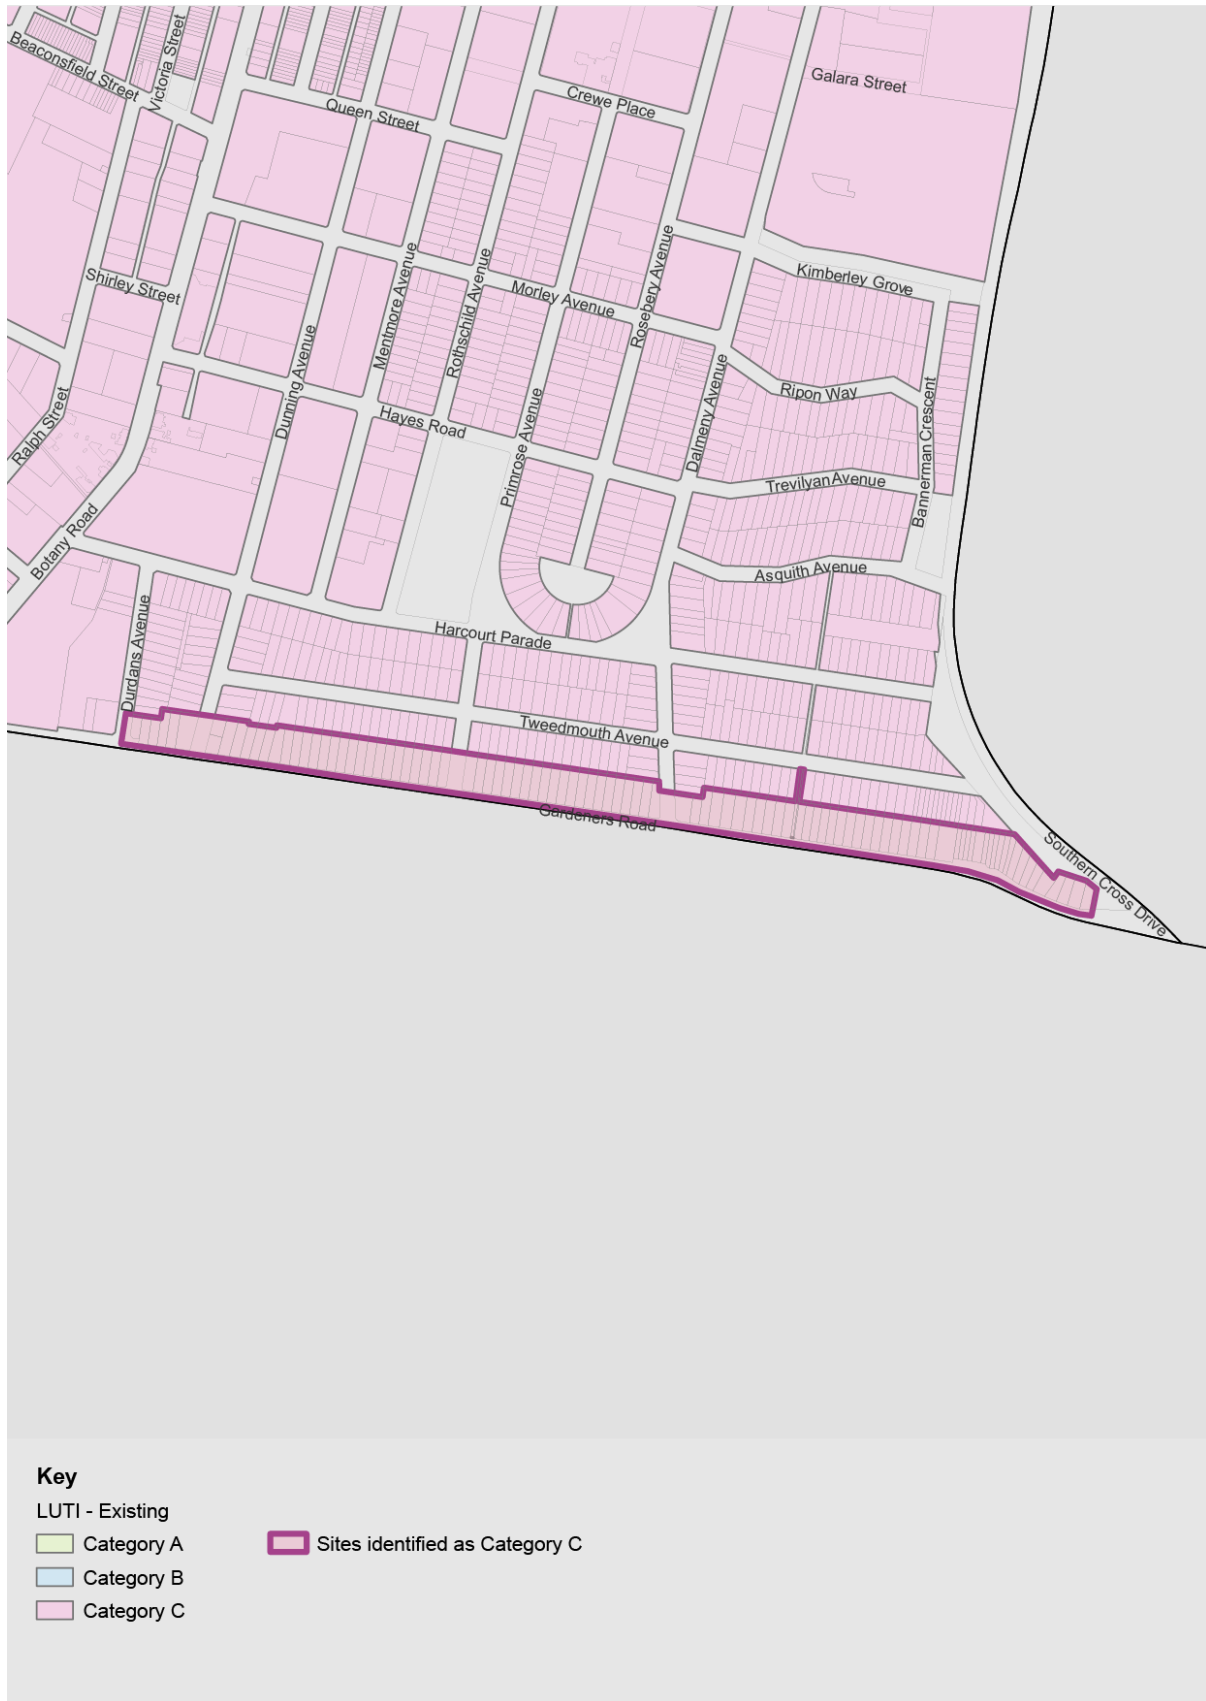 Beaconsfield Street
Victoria Street
Queen Street
Crewe Place
Galara Street
Shirley Street
Mentmore Avenue
Rothschild Avenue
Morley Avenue
Rosebery Avenue
Kimberley Grove
Ralph Street
Dunning Avenue
Hayes Road
Primrose Avenue
Dalmeny Avenue
Ripon Way
Bannerman Crescent
Trevilyan Avenue
Botany Road
Asquith Avenue
Durdans Avenue
Harcourt Parade
Tweedmouth Avenue
Gardeners Road
Southern Cross Drive
Key
LUTI - Existing
Category A
Sites identified as Category C
Category B
Category C